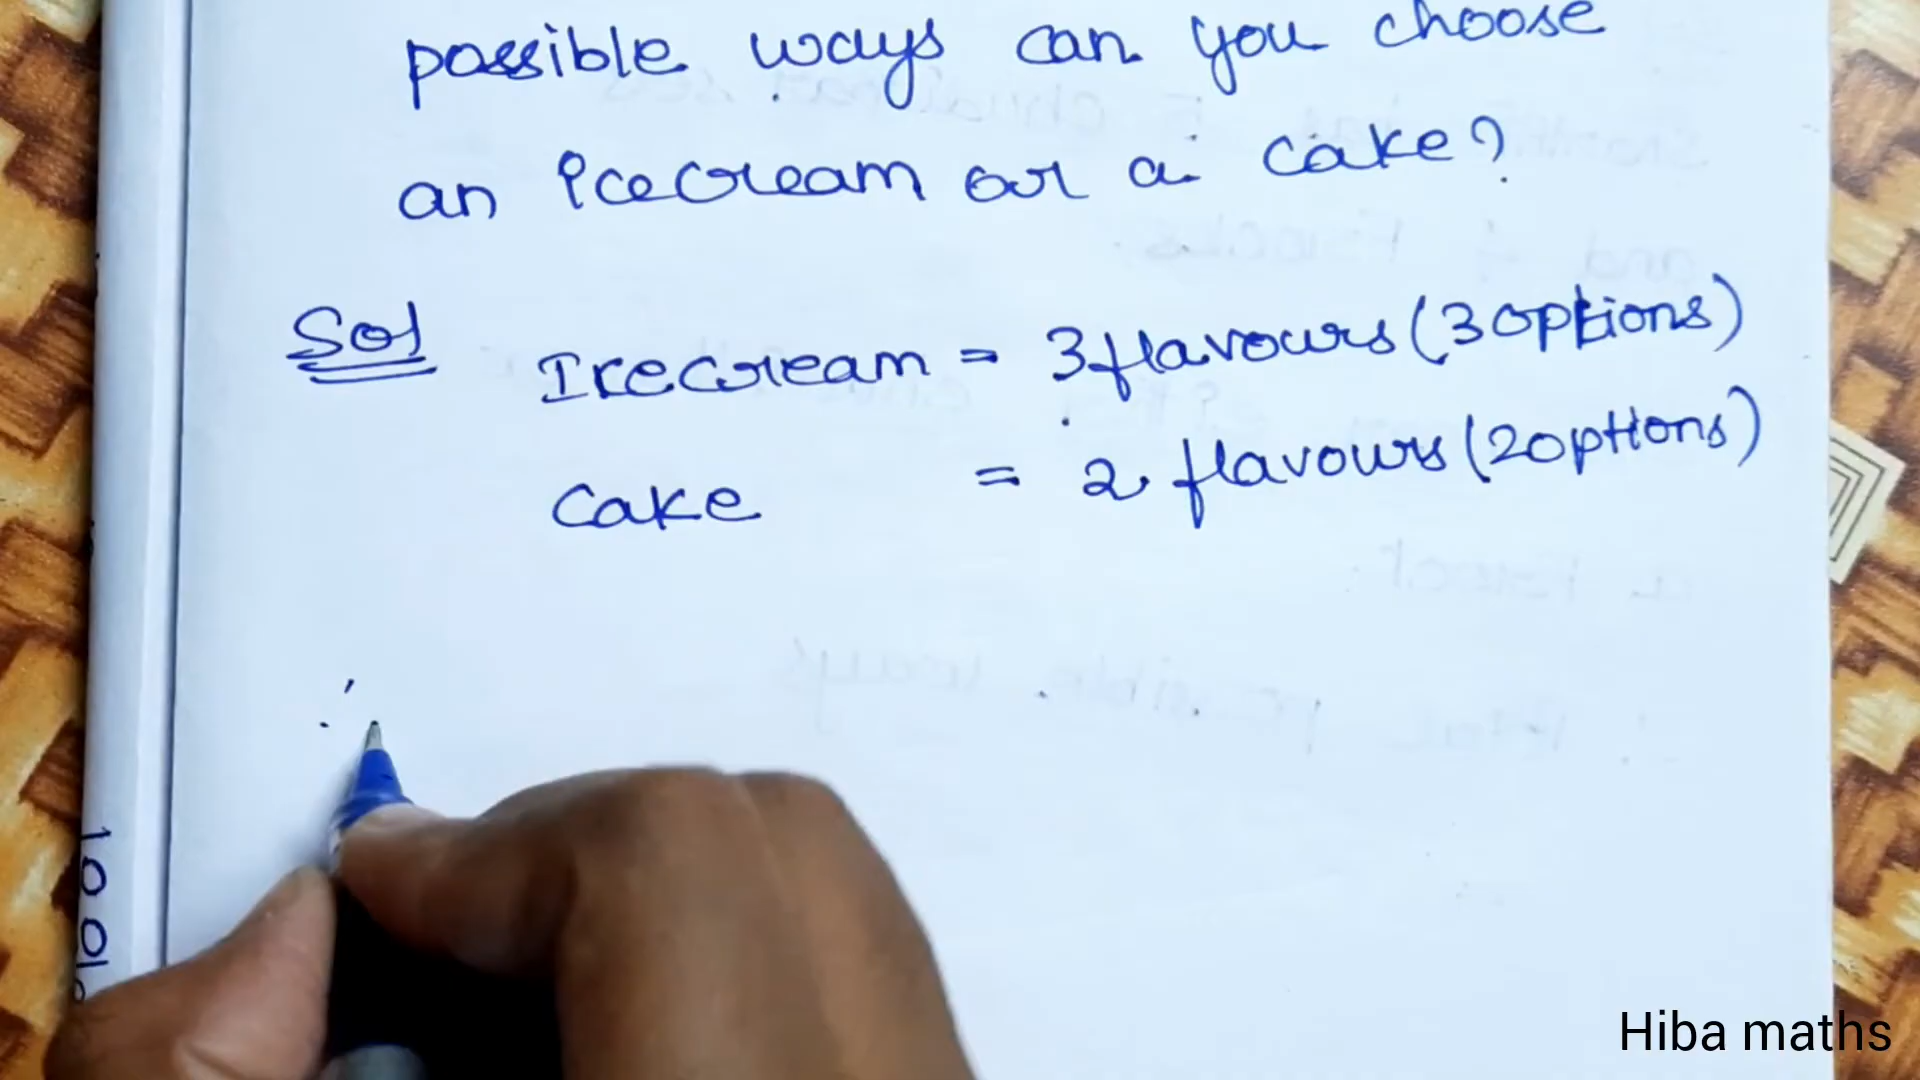 possible ways can you choose
an icecream or a cake?
Sol Icecream = 3 flavours (3 options)
Cake = 2 flavours (2 options)
Hiba maths